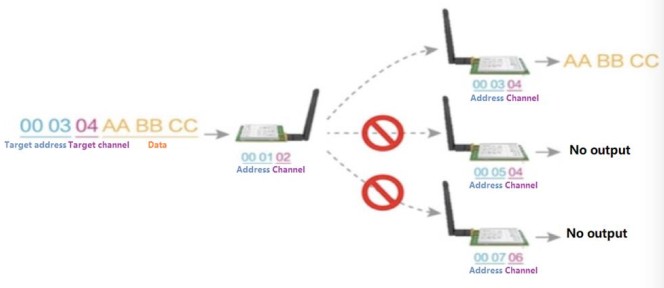 AA BB CC
00 03 04
Address Channel
00 03 04 AA BB CC
Target address Target channel Data
00 01 02
Address Channel
No output
00 05 04
Address Channel
No output
00 07 06
Address Channel